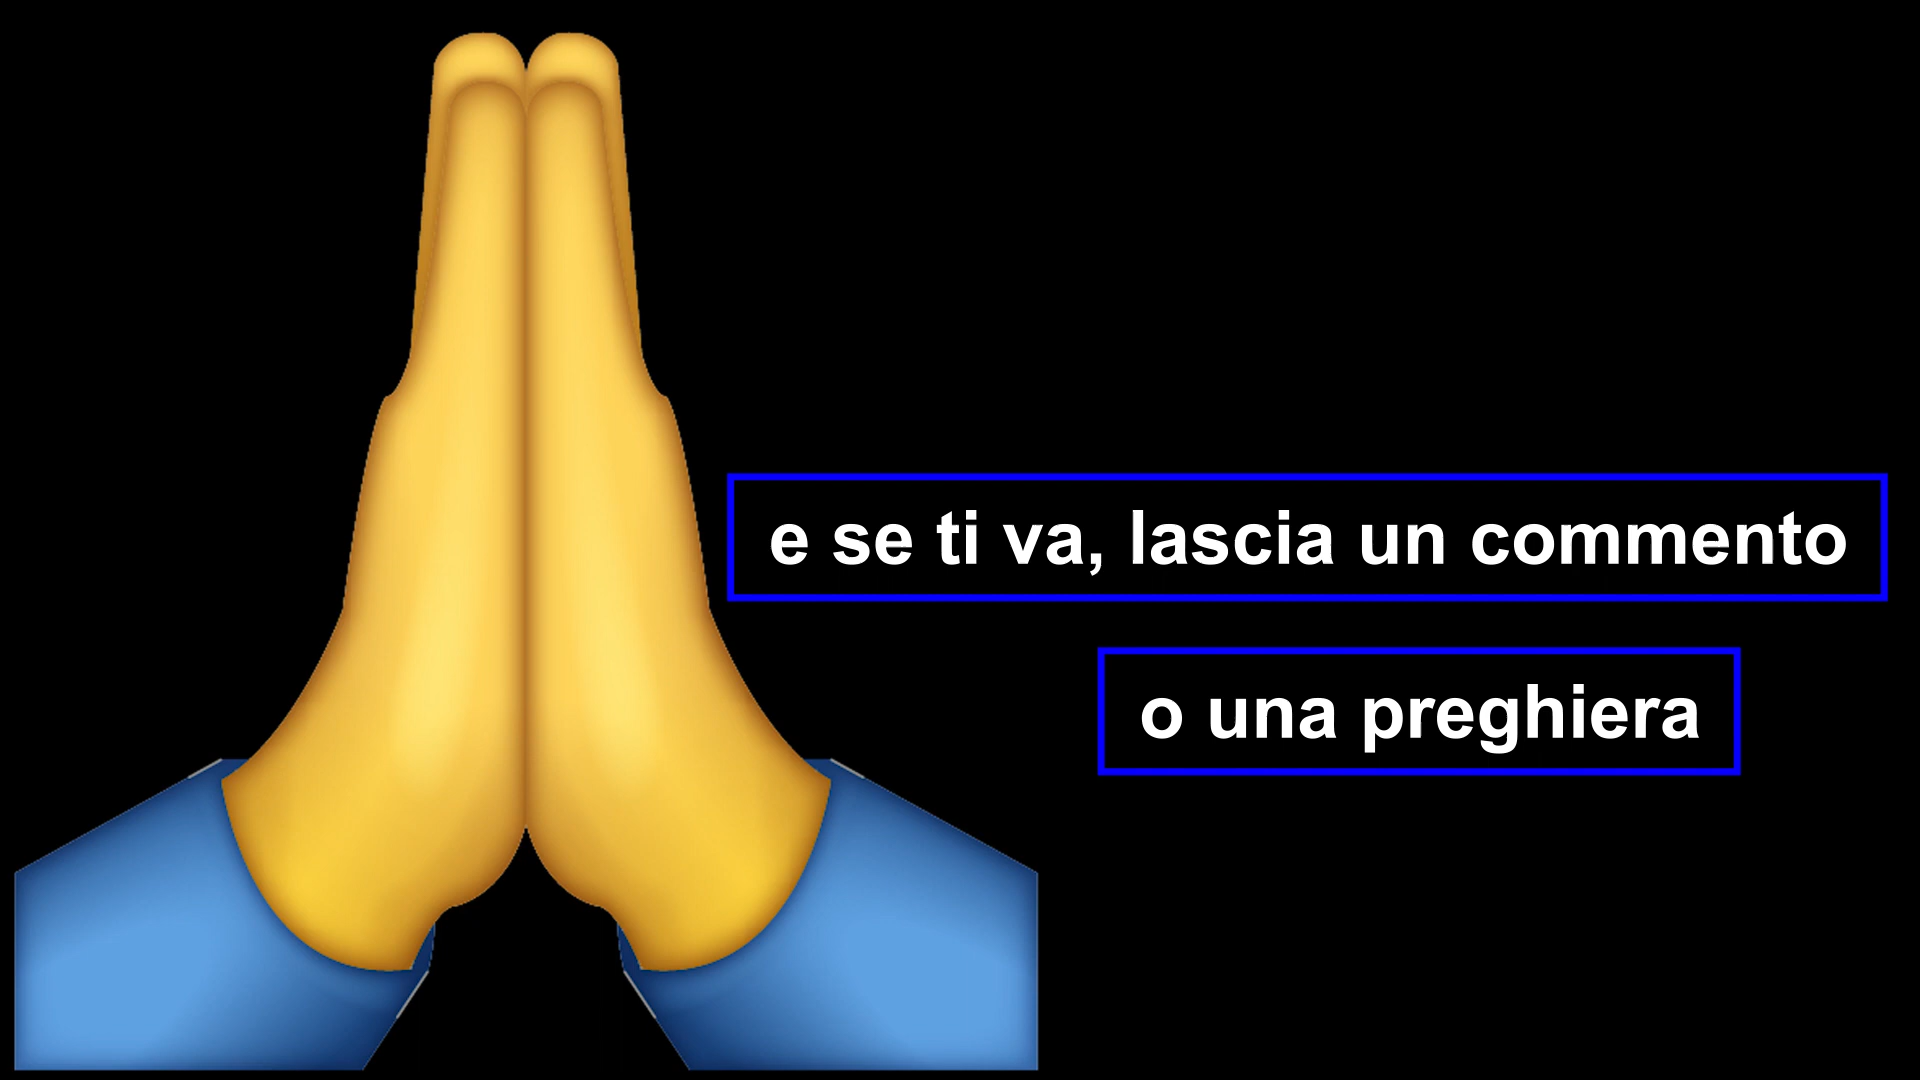 e se ti va, lascia un commento
o una preghiera